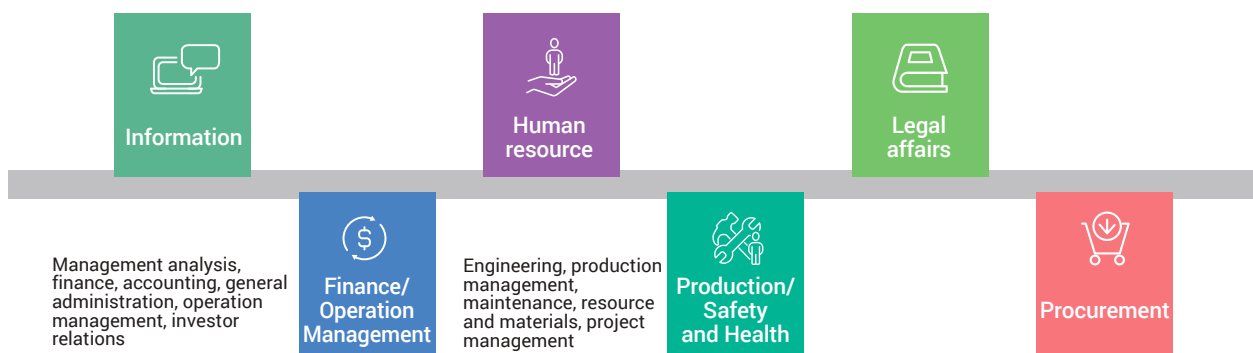 Information
Human
resource
Legal
affairs
Management analysis,
finance, accounting, general
administration, operation
management, investor
relations
$
Finance/
Operation
Management
Engineering, production
management,
maintenance, resource
and materials, project
management
Production/
Safety
and Health
Procurement